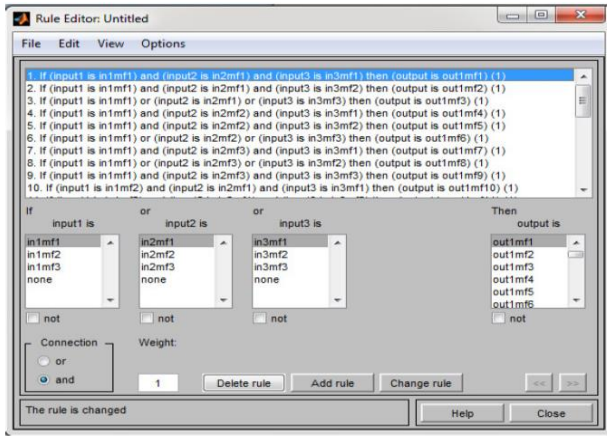 Rule Editor: Untitled
File Edit View Options
1. If (input1 is in1mf1) and (input2 is in2mf1) and (input3 is in3mf1) then (output is out1mf1) (1)
2. If (input1 is in1mf1) and (input2 is in2mf1) and (input3 is in3mf2) then (output is out1mf2) (1)
3. If (input1 is in1mf1) or (input2 is in2mf1) or (input3 is in3mf3) then (output is out1mf3) (1)
4. If (input1 is in1mf1) and (input2 is in2mf2) and (input3 is in3mf1) then (output is out1mf4) (1)
5. If (input1 is in1mf1) and (input2 is in2mf2) and (input3 is in3mf2) then (output is out1mf5) (1)
6. If (input1 is in1mf1) or (input2 is in2mf2) or (input3 is in3mf3) then (output is out1mf6) (1)
7. If (input1 is in1mf1) and (input2 is in2mf3) and (input3 is in3mf1) then (output is out1mf7) (1)
8. If (input1 is in1mf1) or (input2 is in2mf3) or (input3 is in3mf2) then (output is out1mf8) (1)
9. If (input1 is in1mf1) and (input2 is in2mf3) and (input3 is in3mf3) then (output is out1mf9) (1)
10. If (input1 is in1mf2) and (input2 is in2mf1) and (input3 is in3mf1) then (output is out1mf10) (1)
If or or Then
input1 is input2 is input3 is output is
in1mf1 in2mf1 in3mf1 out1mf1
in1mf2 in2mf2 in3mf2 out1mf2
in1mf3 in2mf3 in3mf3 out1mf3
none none none out1mf4
out1mf5
out1mf6
not not not not
Connection Weight:
or
and 1 Delete rule Add rule Change rule << >>
The rule is changed Help Close